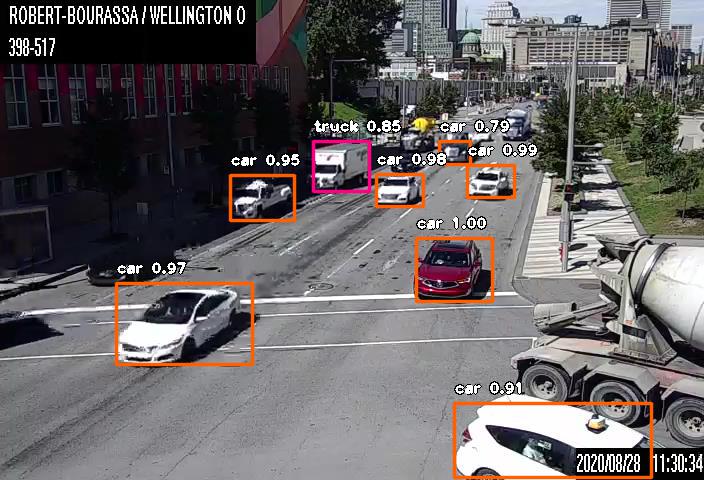 ROBERT-BOURASSA / WELLINGTON O
398-517
truck 0.85
car 0.79
car 0.95
car 0.98
car 0.99
car 1.00
car 0.97
car 0.91
2020/08/28 11:30:34